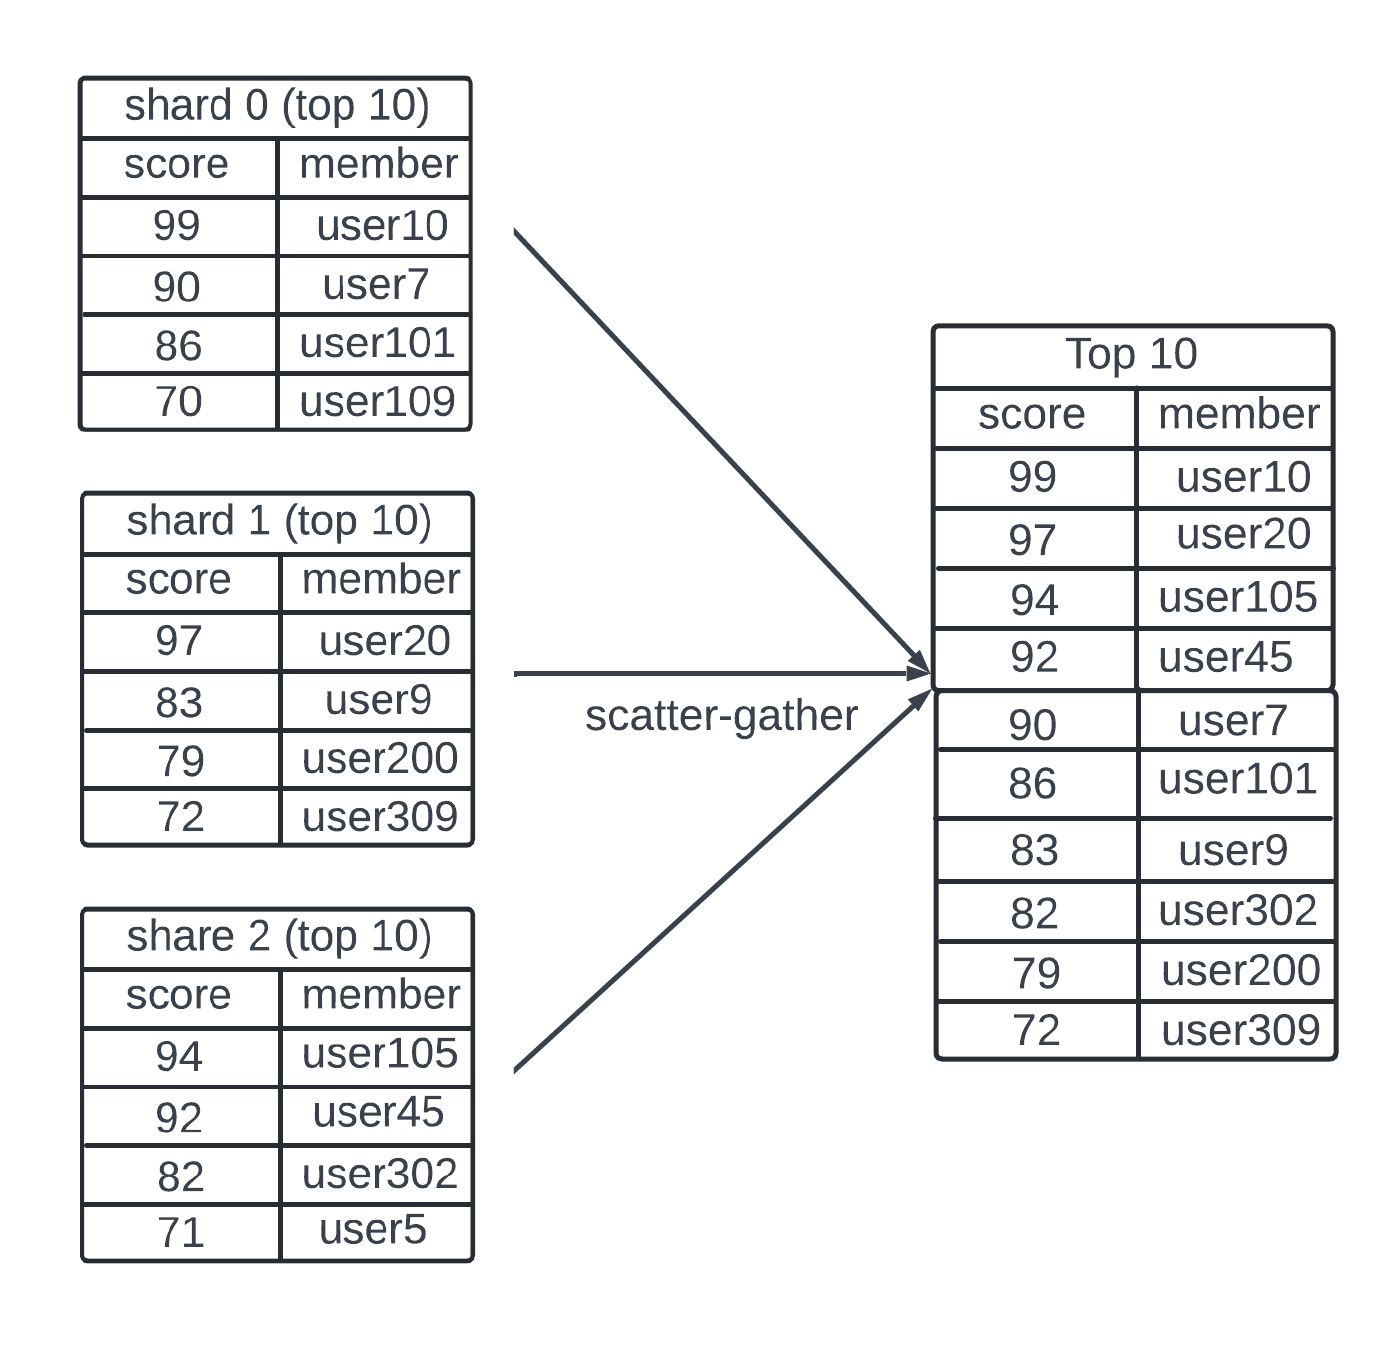 shard 0 (top 10)
score member
99 user10
90 user7
86 user101
70 user109
shard 1 (top 10)
score member
97 user20
83 user9
79 user200
72 user309
share 2 (top 10)
score member
94 user105
92 user45
82 user302
71 user5
scatter-gather
Top 10
score member
99 user10
97 user20
94 user105
92 user45
90 user7
86 user101
83 user9
82 user302
79 user200
72 user309